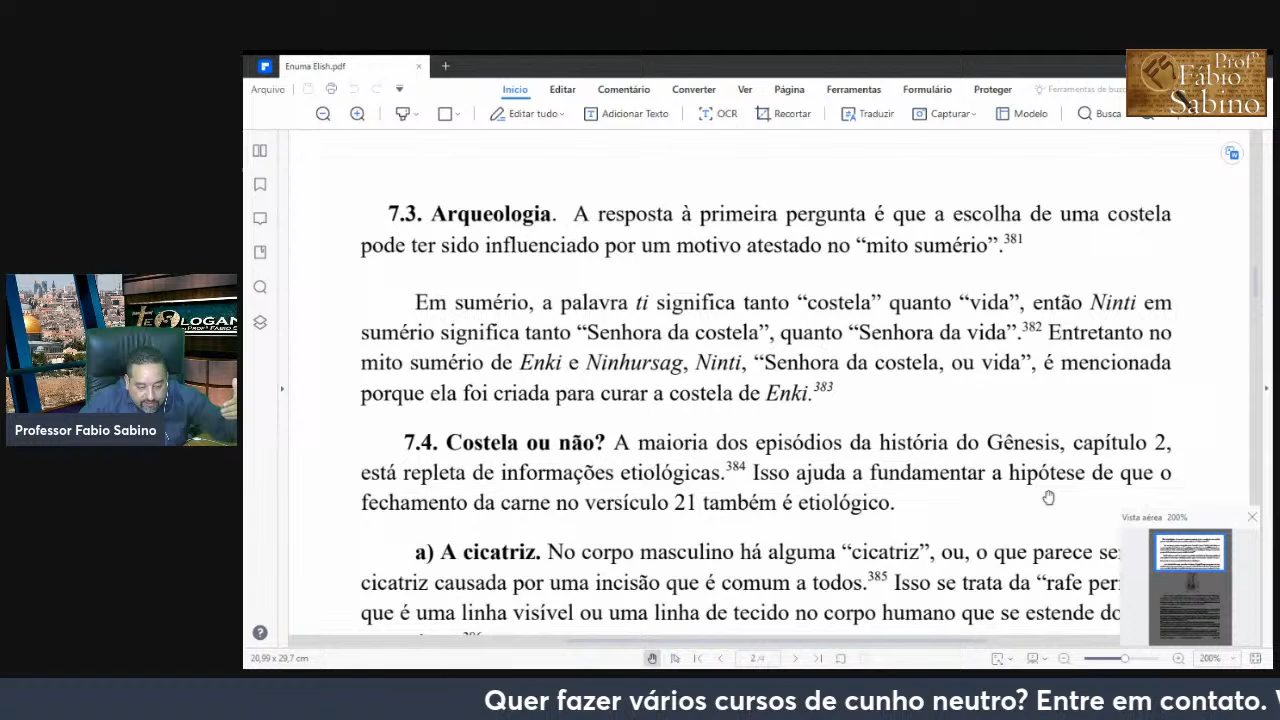 Enuma Elish.pdf
Arquivo
Início Editar Comentário Converter Ver Página Ferramentas Formulário Proteger Ferramentas de bus
Editar tudo Adicionar Texto OCR Recortar Traduzir Capturar Modelo Busca
Profº
Fábio
Sabino
7.3. Arqueologia. A resposta à primeira pergunta é que a escolha de uma costela
pode ter sido influenciado por um motivo atestado no “mito sumério”.381
Em sumério, a palavra ti significa tanto “costela” quanto “vida”, então Ninti em
sumério significa tanto “Senhora da costela”, quanto “Senhora da vida”.382 Entretanto no
mito sumério de Enki e Ninhursag, Ninti, “Senhora da costela, ou vida”, é mencionada
porque ela foi criada para curar a costela de Enki.383
7.4. Costela ou não? A maioria dos episódios da história do Gênesis, capítulo 2,
está repleta de informações etiológicas.384 Isso ajuda a fundamentar a hipótese de que o
fechamento da carne no versículo 21 também é etiológico.
a) A cicatriz. No corpo masculino há alguma “cicatriz” ou, o que parece se
cicatriz causada por uma incisão que é comum a todos.385 Isso se trata da “rafe per
que é uma linha visível ou uma linha de tecido no corpo humano que se estende do
Vista aérea 200%
Professor Fabio Sabino
20,99 x 29,7 cm
200%
Quer fazer vários cursos de cunho neutro? Entre em contato.